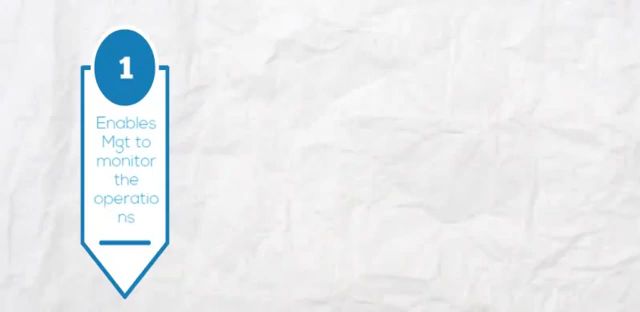 1
Enables
Mgt to
monitor
the
operatio
ns